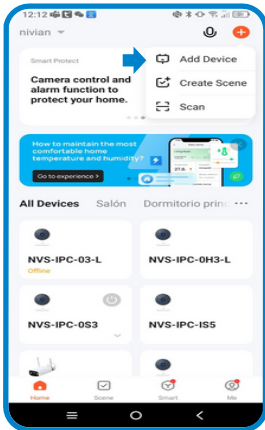 12:12
nivian
Smart Protect
Camera control and
alarm function to
protect your home.
Add Device
Create Scene
Scan
How to maintain the most
comfortable home
temperature and humidity?
Go to experience >
All Devices Salón Dormitorio prin
NVS-IPC-03-L
Offline
NVS-IPC-0H3-L
NVS-IPC-0S3
NVS-IPC-IS5
Home Scene Smart Me